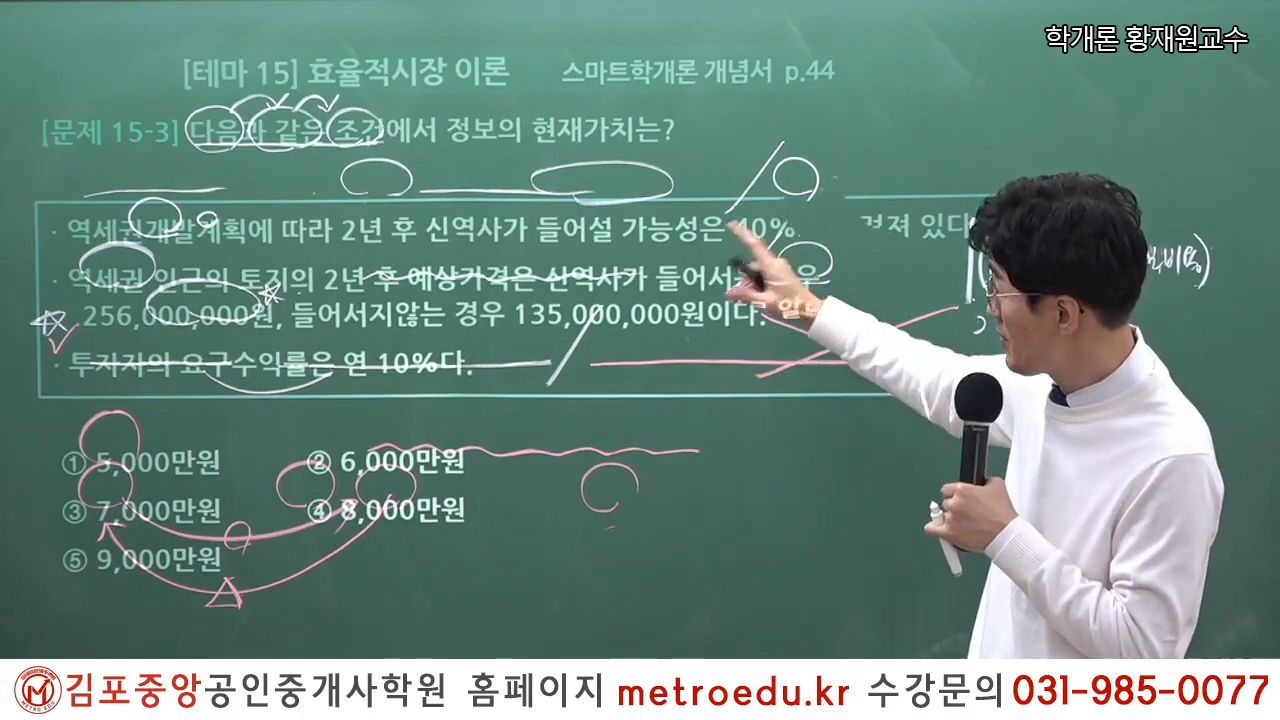 학개론 황재원교수
[테마 15] 효율적시장 이론 스마트학개론 개념서 p.44
[문제 15-3] 다음과 같은 조건에서 정보의 현재가치는?
· 역세권개발계획에 따라 2년 후 신역사가 들어설 가능성은 40% 걱져 있다
· 역세권 인근의 토지의 2년 후 예상가격은 신역사가 들어서는 경우
256,000,000원, 들어서지않는 경우 135,000,000원이다.
· 투자자의 요구수익률은 연 10%다.
① 5,000만원 ② 6,000만원
③ 7,000만원 ④ 8,000만원
⑤ 9,000만원
METRO EDU
김포중앙공인중개사학원 홈페이지 metroedu.kr 수강문의 031-985-0077